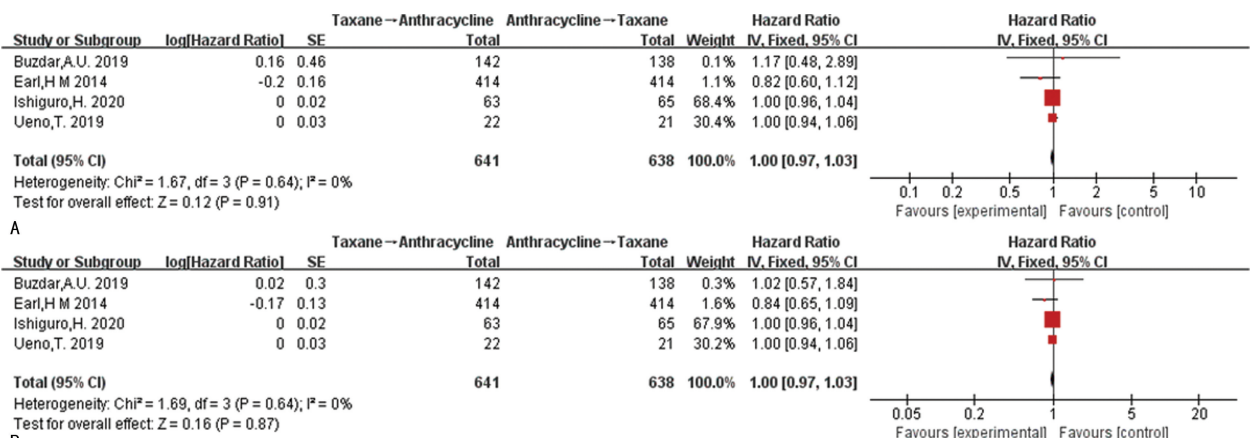 Taxane→Anthracycline Anthracycline→Taxane Hazard Ratio Hazard Ratio
Study or Subgroup log[Hazard Ratio] SE Total Total Weight IV, Fixed, 95% CI IV, Fixed, 95% CI
Buzdar,A.U. 2019 0.16 0.46 142 138 0.1% 1.17 [0.48, 2.89]
Earl,H M 2014 -0.2 0.16 414 414 1.1% 0.82 [0.60, 1.12]
Ishiguro,H. 2020 0 0.02 63 65 68.4% 1.00 [0.96, 1.04]
Ueno,T. 2019 0 0.03 22 21 30.4% 1.00 [0.94, 1.06]
Total (95% CI) 641 638 100.0% 1.00 [0.97, 1.03]
Heterogeneity: Chi² = 1.67, df = 3 (P = 0.64); I² = 0%
Test for overall effect: Z = 0.12 (P = 0.91)
0.1 0.2 0.5 1 2 5 10
Favours [experimental] Favours [control]
A
Taxane→Anthracycline Anthracycline→Taxane Hazard Ratio Hazard Ratio
Study or Subgroup log[Hazard Ratio] SE Total Total Weight IV, Fixed, 95% CI IV, Fixed, 95% CI
Buzdar,A.U. 2019 0.02 0.3 142 138 0.3% 1.02 [0.57, 1.84]
Earl,H M 2014 -0.17 0.13 414 414 1.6% 0.84 [0.65, 1.09]
Ishiguro,H. 2020 0 0.02 63 65 67.9% 1.00 [0.96, 1.04]
Ueno,T. 2019 0 0.03 22 21 30.2% 1.00 [0.94, 1.06]
Total (95% CI) 641 638 100.0% 1.00 [0.97, 1.03]
Heterogeneity: Chi² = 1.69, df = 3 (P = 0.64); I² = 0%
Test for overall effect: Z = 0.16 (P = 0.87)
0.05 0.2 1 5 20
Favours [experimental] Favours [control]